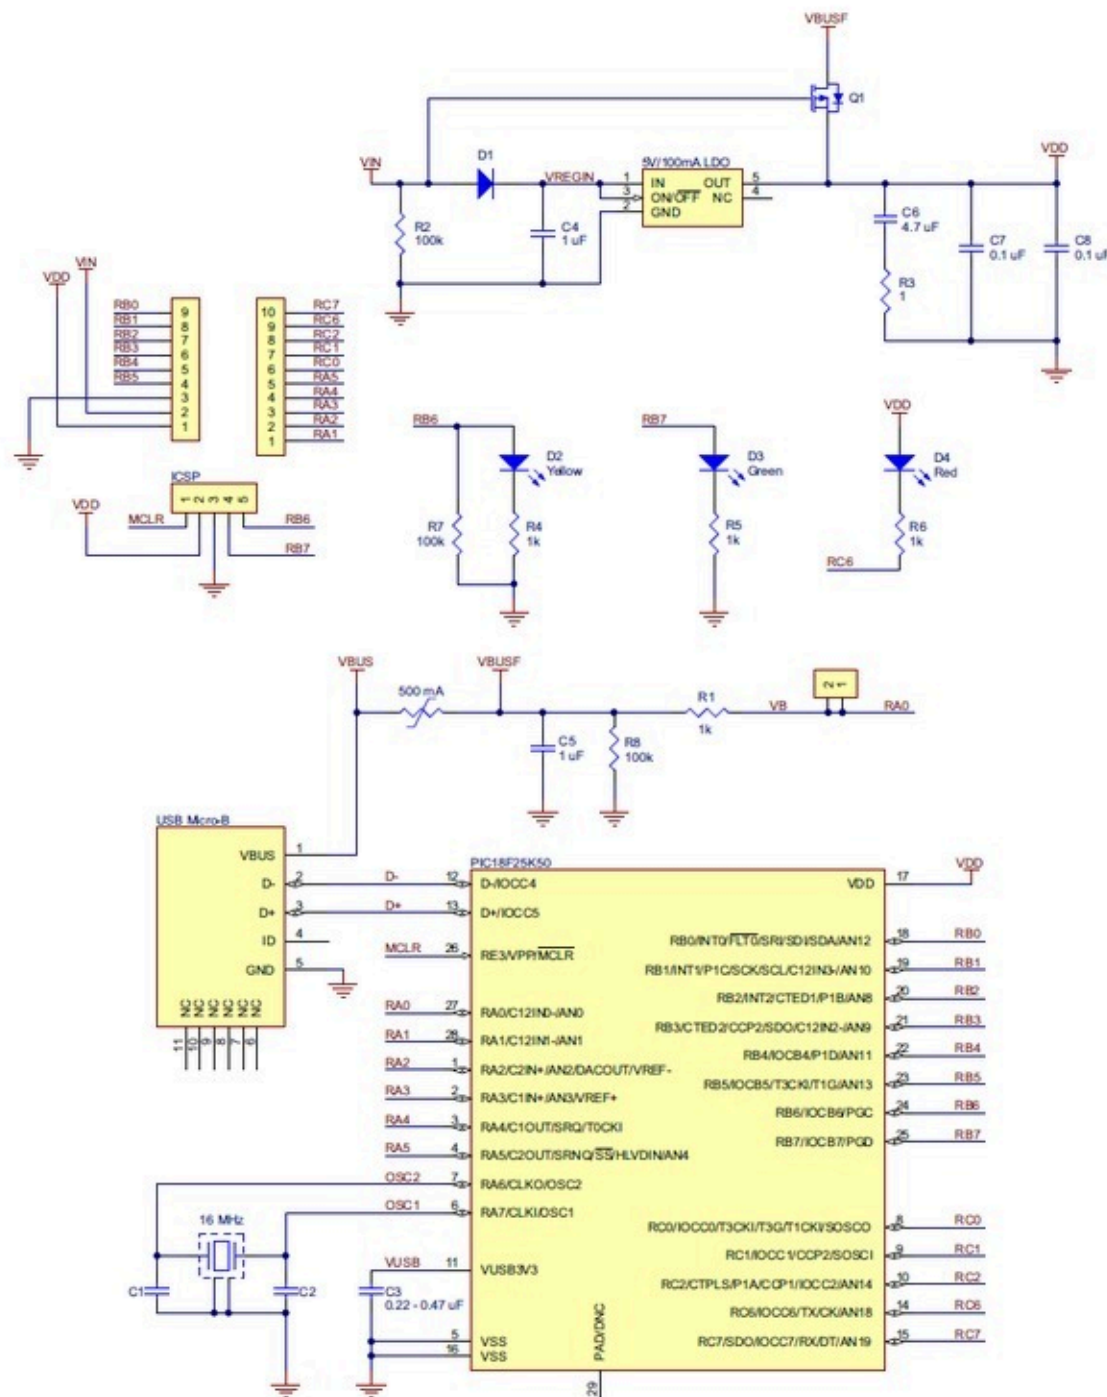 VBUSF
Q1
VIN
D1
VREGIN
5V/100mA LDO
VDD
1 IN OUT 5
3 ON/OFF NC 4
2 GND
R2
100k
C4
1 uF
C6
4.7 uF
R3
1
C7
0.1 uF
C8
0.1 uF
VDD
VIN
RB0 9
RB1 8
RB2 7
RB3 6
RB4 5
RB5 4
3
2
1
10 RC7
9 RC6
8 RC2
7 RC1
6 RC0
5 RA5
4 RA4
3 RA3
2 RA2
1 RA1
ICSP
1 2 3 4 5
VDD
MCLR
RB6
RB7
RB6
D2
Yellow
R7
100k
R4
1k
RB7
D3
Green
R5
1k
VDD
D4
Red
R6
1k
RC6
VBUS
500 mA
VBUSF
C5
1 uF
R8
100k
R1
1k
VB
2 1
RA0
USB Micro-B
VBUS 1
D- 2
D+ 3
ID 4
GND 5
NC NC NC NC NC NC
11 10 9 8 7 6
PIC18F25K50
D- 12 D-/IOCC4
D+ 13 D+/IOCC5
MCLR 26 RE3/VPP/MCLR
RA0 27 RA0/C12IN0-/AN0
RA1 28 RA1/C12IN1-/AN1
RA2 1 RA2/C2IN+/AN2/DACOUT/VREF-
RA3 2 RA3/C1IN+/AN3/VREF+
RA4 3 RA4/C1OUT/SRQ/T0CKI
RA5 4 RA5/C2OUT/SRNQ/SS/HLVDIN/AN4
OSC2 7 RA6/CLKO/OSC2
OSC1 6 RA7/CLKI/OSC1
VUSB 11 VUSB3V3
5 VSS
16 VSS
PAD/DNC
29
VDD 17 VDD
RB0/INT0/FLT0/SRI/SDI/SDA/AN12 18 RB0
RB1/INT1/P1C/SCK/SCL/C12IN3-/AN10 19 RB1
RB2/INT2/CTED1/P1B/AN8 20 RB2
RB3/CTED2/CCP2/SDO/C12IN2-/AN9 21 RB3
RB4/IOCB4/P1D/AN11 22 RB4
RB5/IOCB5/T3CKI/T1G/AN13 23 RB5
RB6/IOCB6/PGC 24 RB6
RB7/IOCB7/PGD 25 RB7
RC0/IOCC0/T3CKI/T3G/T1CKI/SOSCO 8 RC0
RC1/IOCC1/CCP2/SOSCI 9 RC1
RC2/CTPLS/P1A/CCP1/IOCC2/AN14 10 RC2
RC6/IOCC6/TX/CK/AN18 14 RC6
RC7/SDO/IOCC7/RX/DT/AN19 15 RC7
16 MHz
C1
C2
C3
0.22 - 0.47 uF